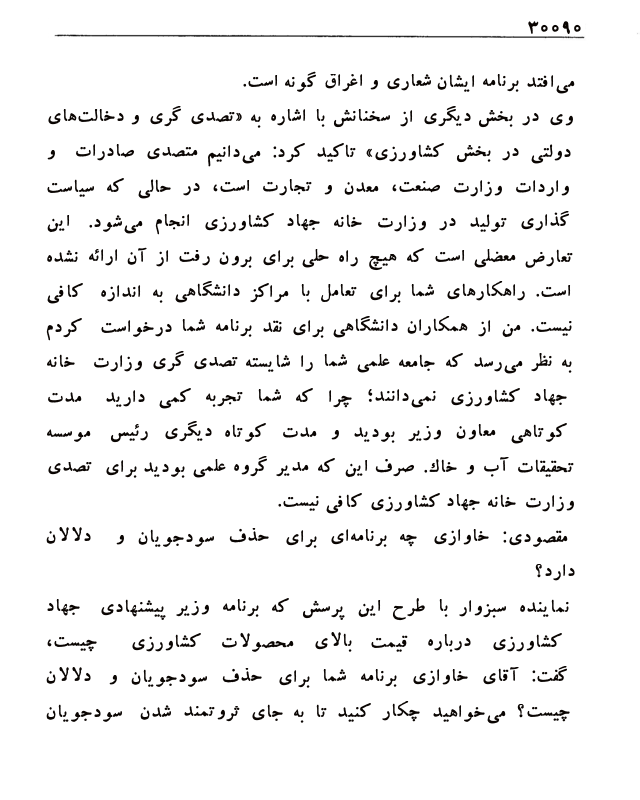 ۳۰۰۹۰
می‌افتد برنامه ایشان شعاری و اغراق گونه است.
وی در بخش دیگری از سخنانش با اشاره به «تصدی گری و دخالت‌های
دولتی در بخش کشاورزی» تاکید کرد: می‌دانیم متصدی صادرات و
واردات وزارت صنعت، معدن و تجارت است، در حالی که سیاست
گذاری تولید در وزارت خانه جهاد کشاورزی انجام می‌شود. این
تعارض معضلی است که هیچ راه حلی برای برون رفت از آن ارائه نشده
است. راهکارهای شما برای تعامل با مراکز دانشگاهی به اندازه کافی
نیست. من از همکاران دانشگاهی برای نقد برنامه شما درخواست کردم
به نظر می‌رسد که جامعه علمی شما را شایسته تصدی گری وزارت خانه
جهاد کشاورزی نمی‌دانند؛ چرا که شما تجربه کمی دارید مدت
کوتاهی معاون وزیر بودید و مدت کوتاه دیگری رئیس موسسه
تحقیقات آب و خاك. صرف این که مدیر گروه علمی بودید برای تصدی
وزارت خانه جهاد کشاورزی کافی نیست.
مقصودی: خاوازی چه برنامه‌ای برای حذف سودجویان و دلالان
دارد؟
نماینده سبزوار با طرح این پرسش که برنامه وزیر پیشنهادی جهاد
کشاورزی درباره قیمت بالای محصولات کشاورزی چیست،
گفت: آقای خاوازی برنامه شما برای حذف سودجویان و دلالان
چیست؟ می‌خواهید چکار کنید تا به جای ثروتمند شدن سودجویان